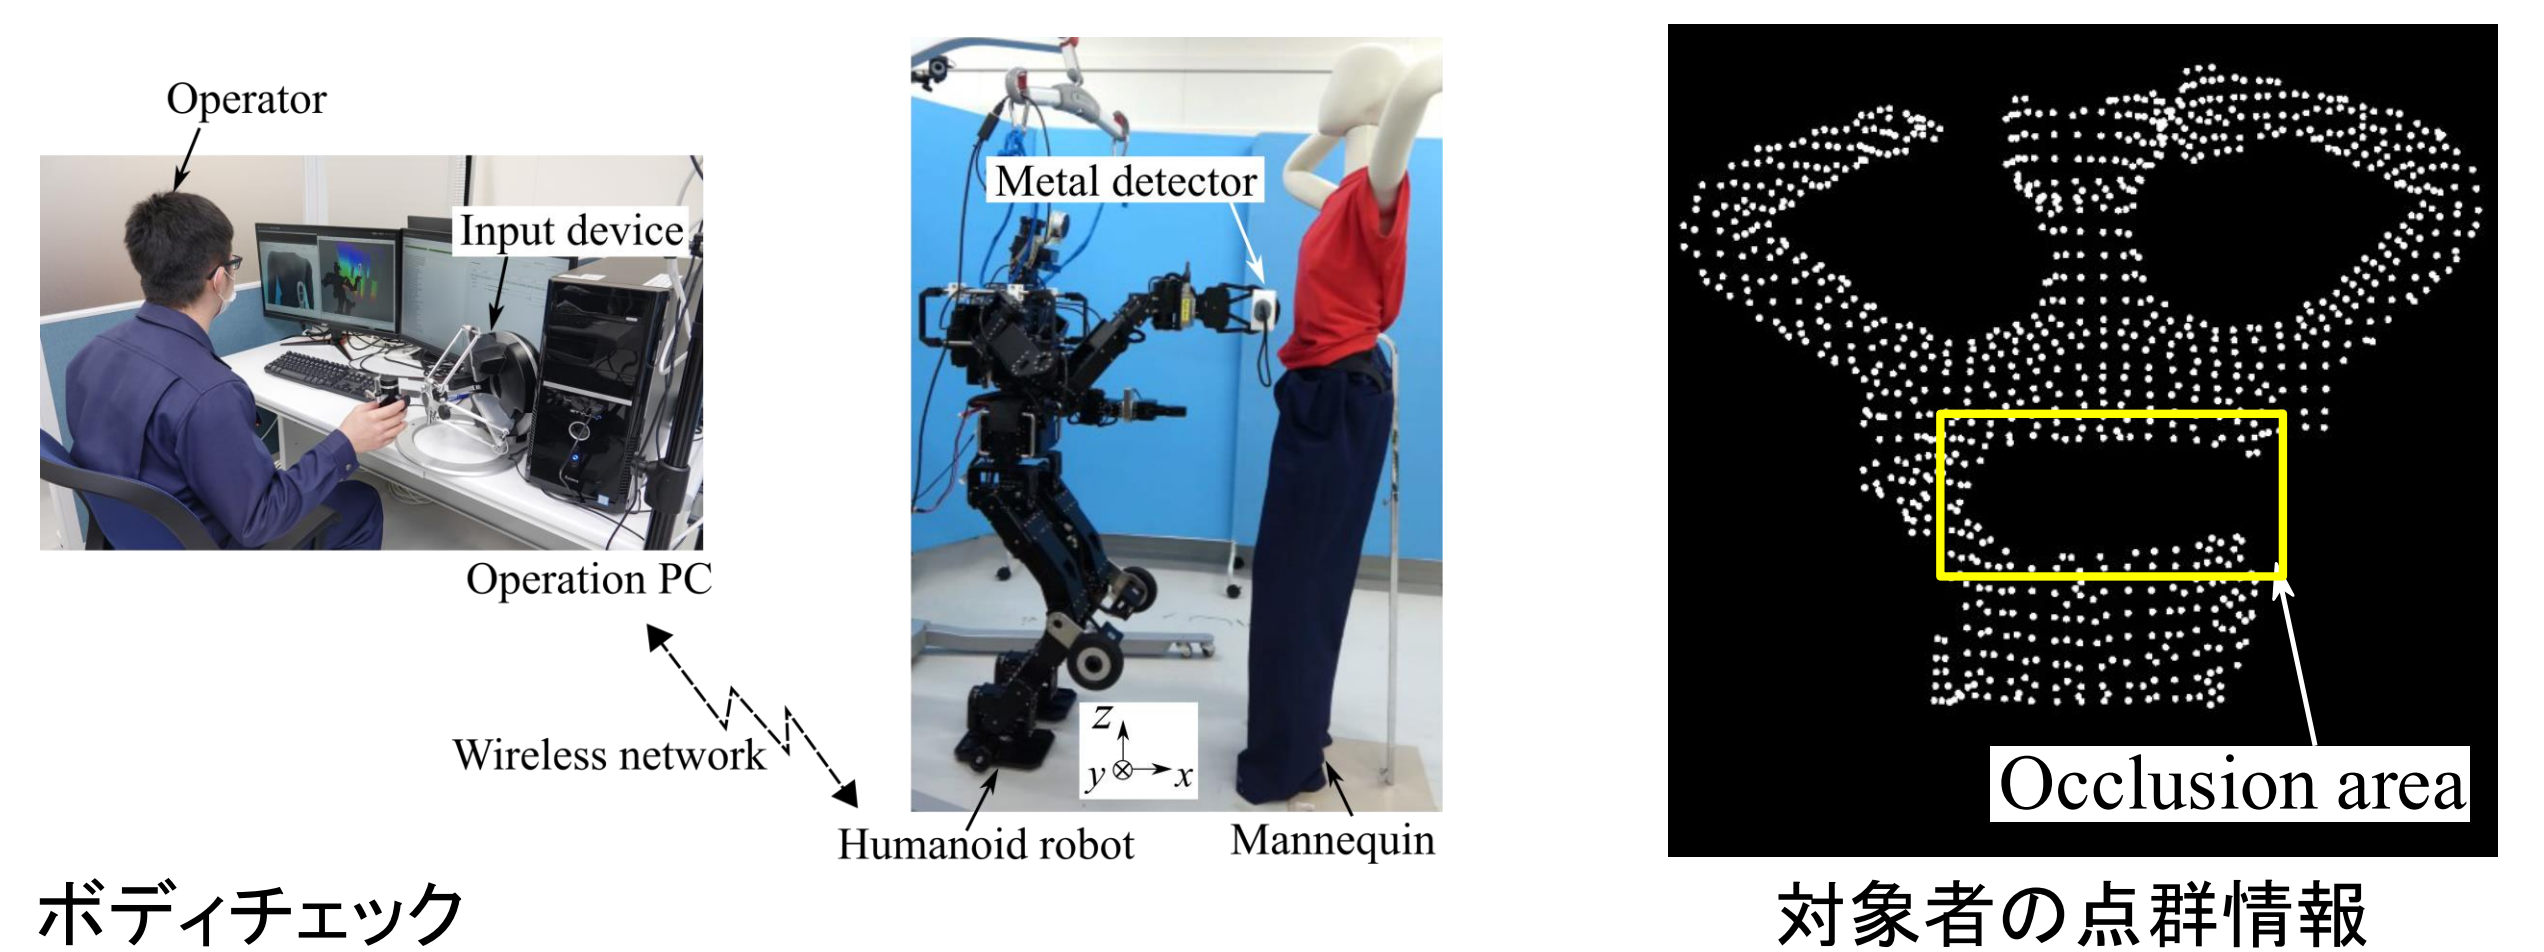 Operator
Input device
Operation PC
Wireless network
Metal detector
z
y
x
Humanoid robot
Mannequin
Occlusion area
ボディチェック
対象者の点群情報